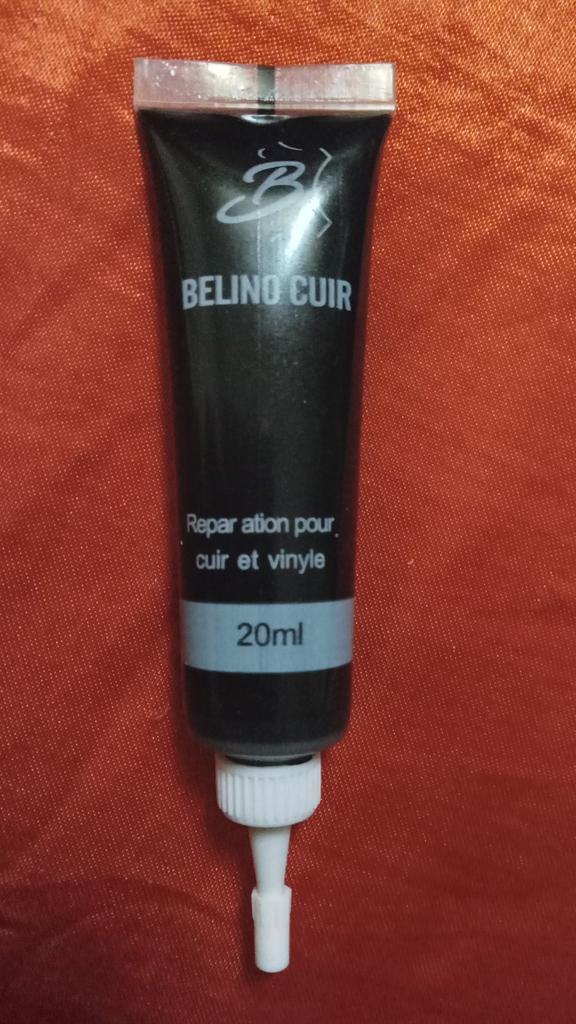 B
BELINO CUIR
Repar ation pour
cuir et vinyle
20ml